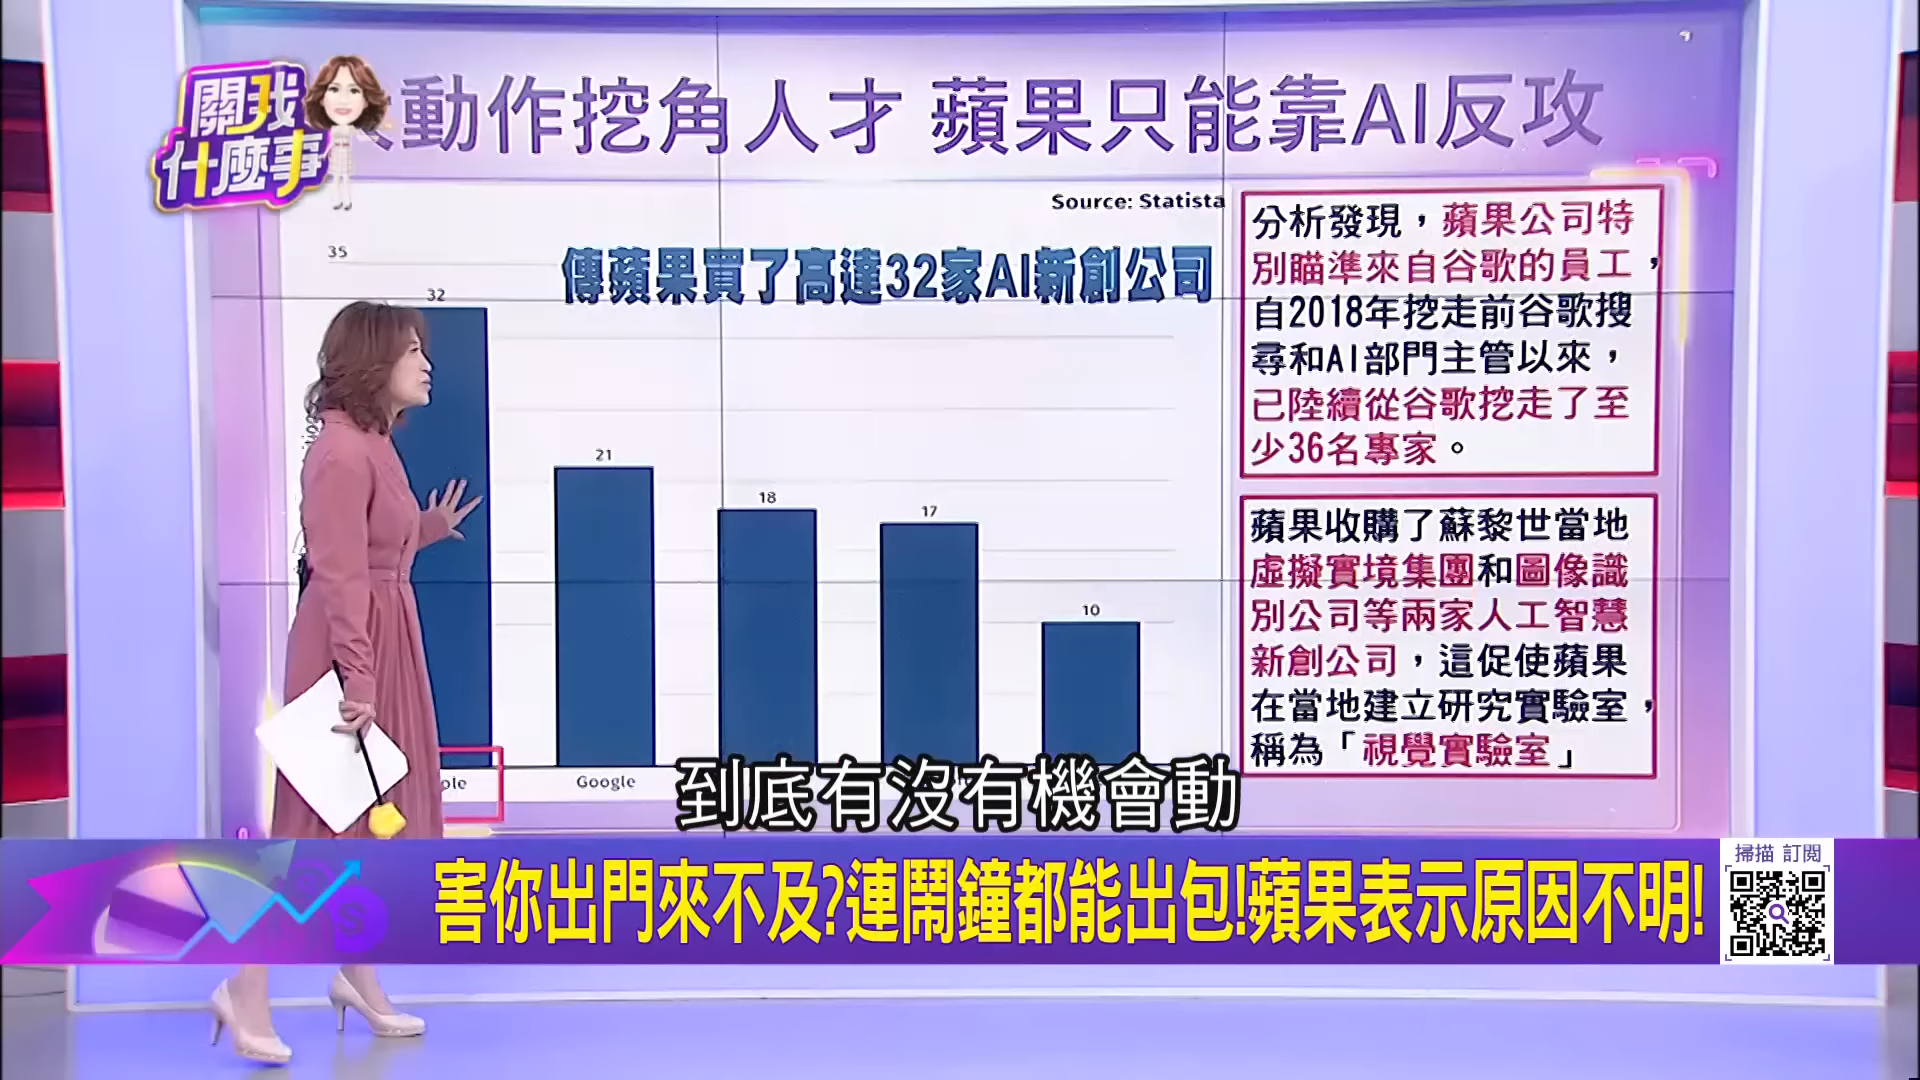 關我
什麼事
動作挖角人才 蘋果只能靠AI反攻
Source: Statista
傳蘋果買了高達32家AI新創公司
35
32
21
18
17
10
Google
分析發現，蘋果公司特
別瞄準來自谷歌的員工，
自2018年挖走前谷歌搜
尋和AI部門主管以來，
已陸續從谷歌挖走了至
少36名專家。
蘋果收購了蘇黎世當地
虛擬實境集團和圖像識
別公司等兩家人工智慧
新創公司，這促使蘋果
在當地建立研究實驗室，
稱為「視覺實驗室」
到底有沒有機會動
害你出門來不及?連鬧鐘都能出包!蘋果表示原因不明!
掃描 訂閱